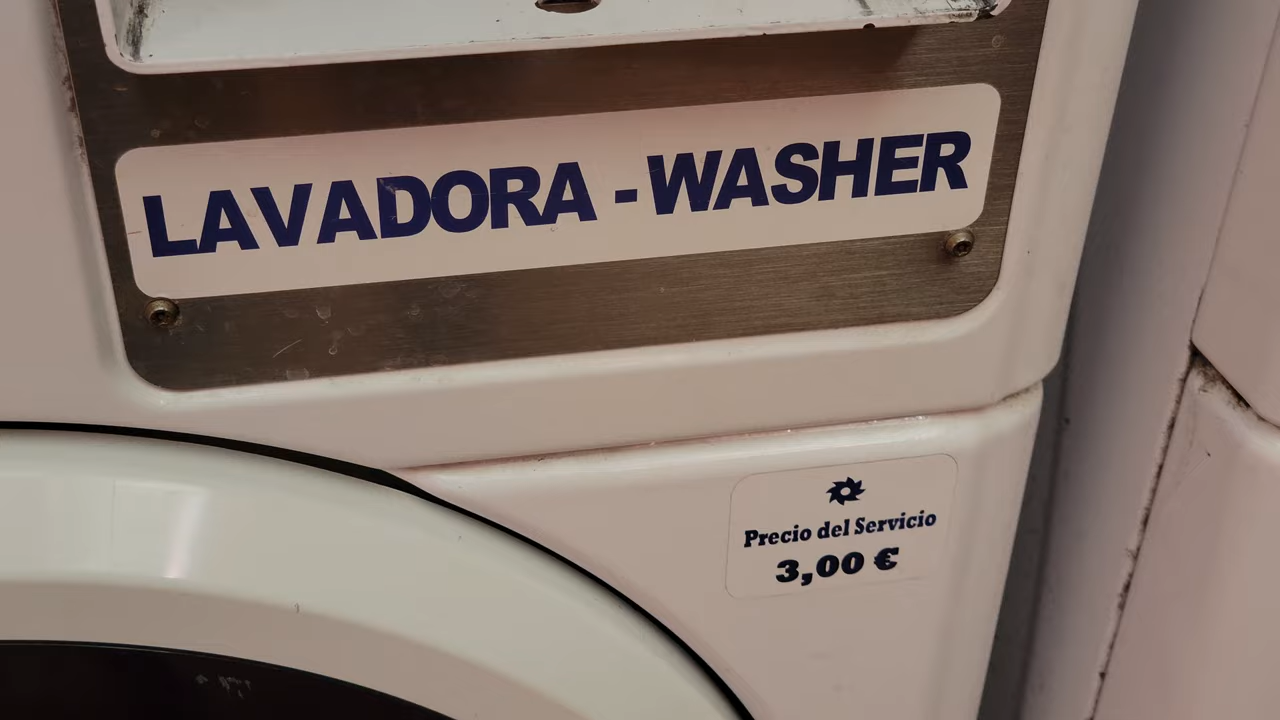 LAVADORA - WASHER
Precio del Servicio
3,00 €